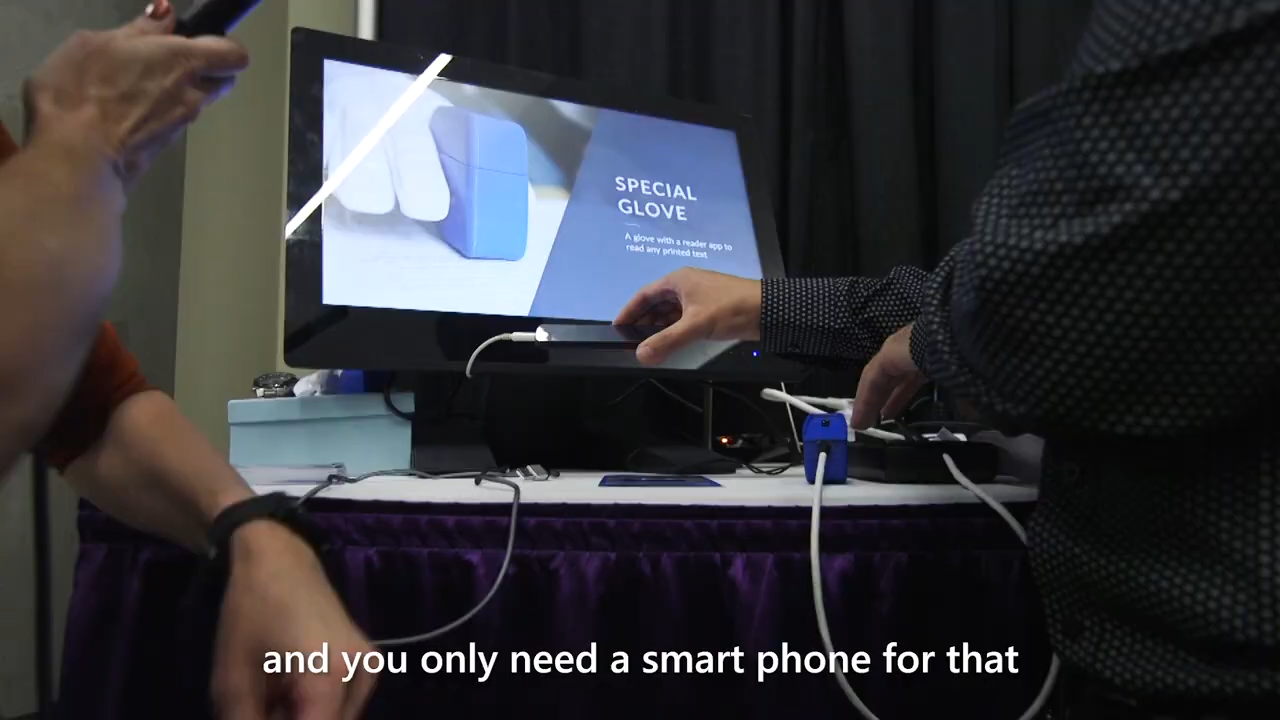 SPECIAL
GLOVE
A glove with a reader app to
read any printed text
and you only need a smart phone for that